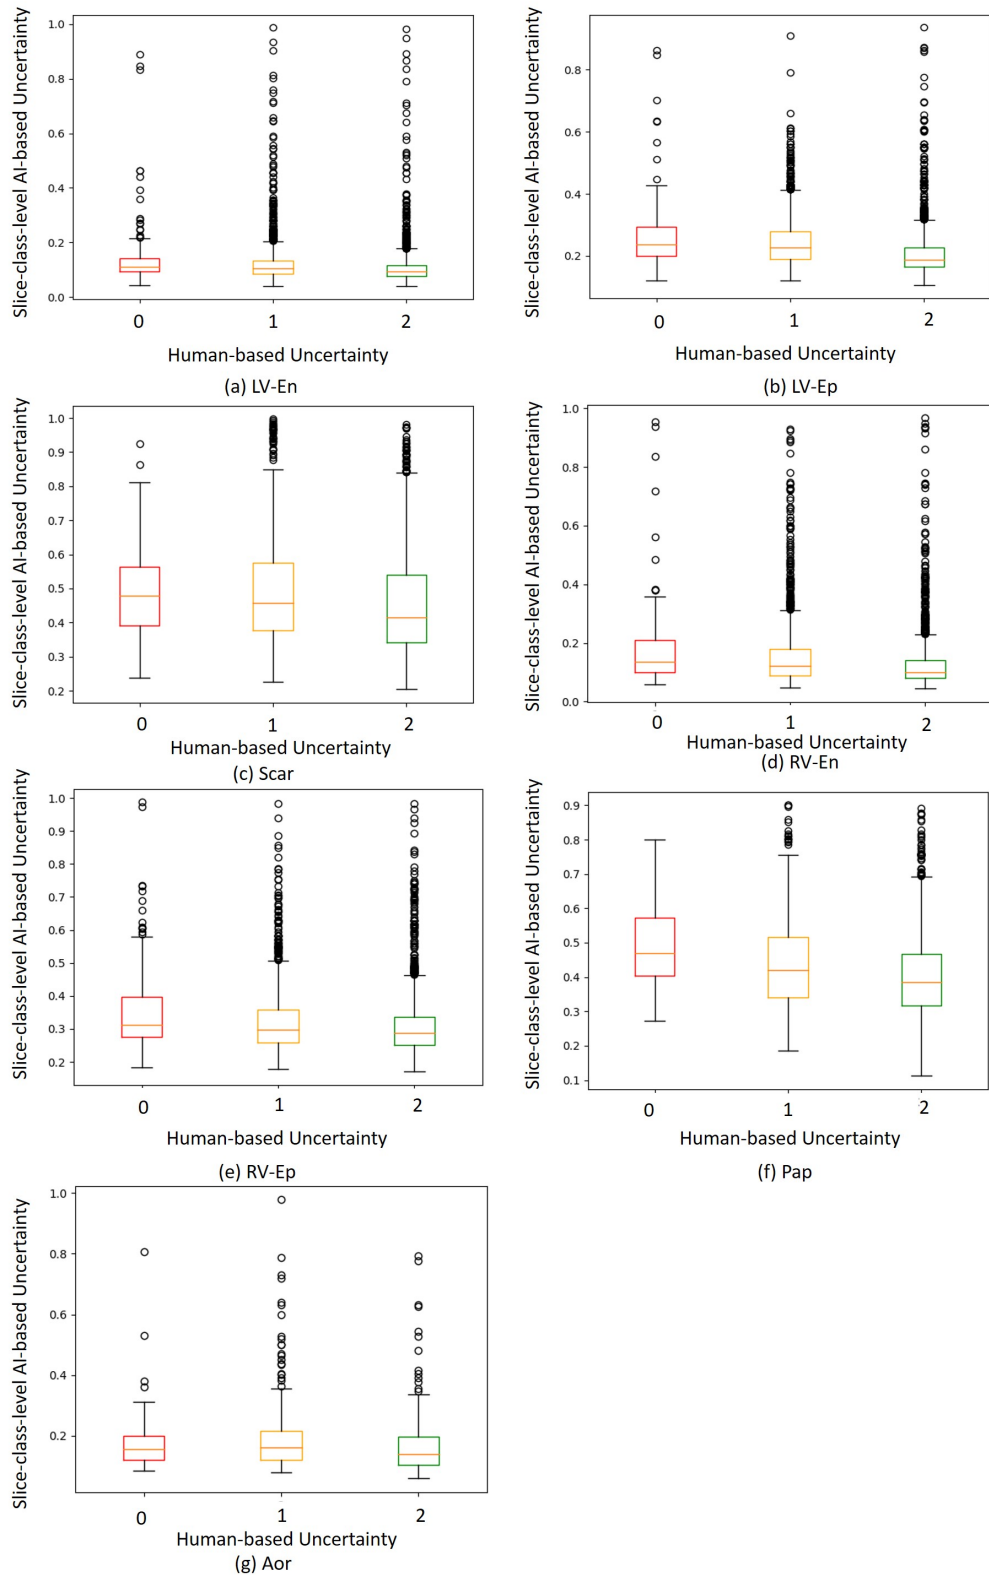 Slice-class-level AI-based Uncertainty
1.0
0.8
0.6
0.4
0.2
0.0
0 1 2
Human-based Uncertainty
(a) LV-En
Slice-class-level AI-based Uncertainty
0.8
0.6
0.4
0.2
0 1 2
Human-based Uncertainty
(b) LV-Ep
Slice-class-level AI-based Uncertainty
1.0
0.9
0.8
0.7
0.6
0.5
0.4
0.3
0.2
0 1 2
Human-based Uncertainty
(c) Scar
Slice-class-level AI-based Uncertainty
1.0
0.8
0.6
0.4
0.2
0.0
0 1 2
Human-based Uncertainty
(d) RV-En
Slice-class-level AI-based Uncertainty
1.0
0.9
0.8
0.7
0.6
0.5
0.4
0.3
0.2
0 1 2
Human-based Uncertainty
(e) RV-Ep
Slice-class-level AI-based Uncertainty
0.9
0.8
0.7
0.6
0.5
0.4
0.3
0.2
0.1
0 1 2
Human-based Uncertainty
(f) Pap
Slice-class-level AI-based Uncertainty
1.0
0.8
0.6
0.4
0.2
0 1 2
Human-based Uncertainty
(g) Aor